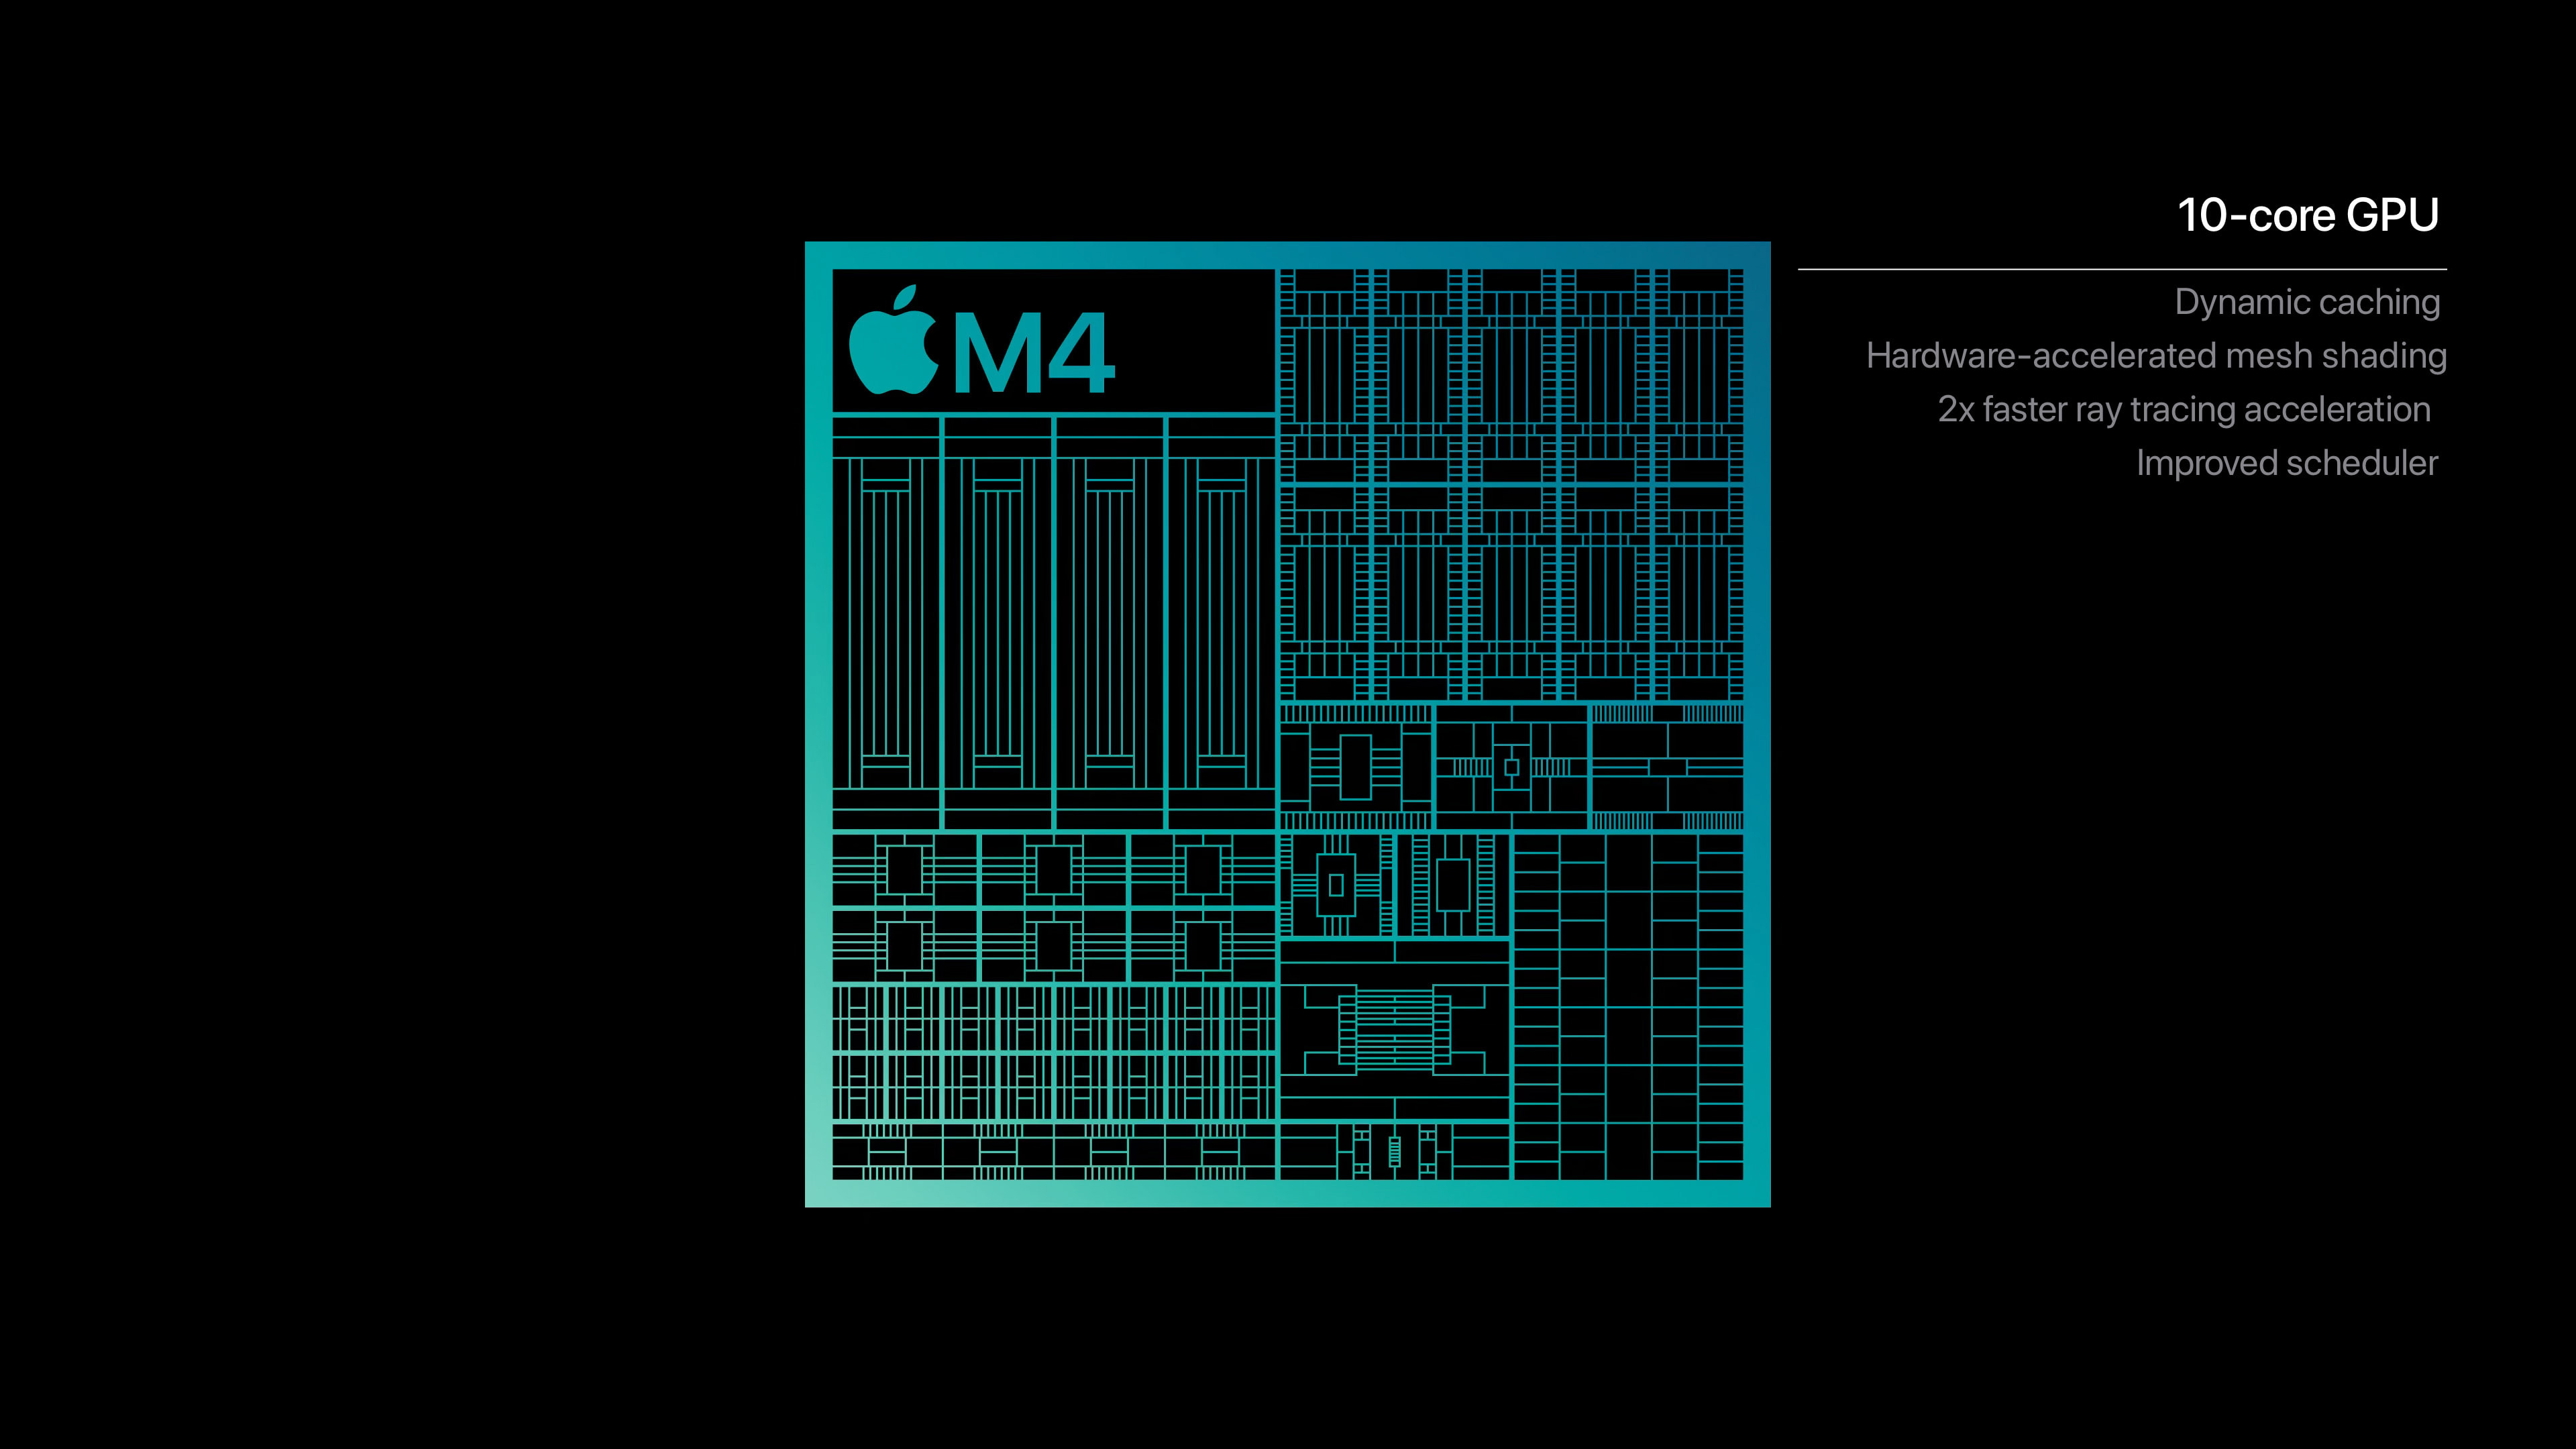 M4
10-core GPU
Dynamic caching
Hardware-accelerated mesh shading
2x faster ray tracing acceleration
Improved scheduler